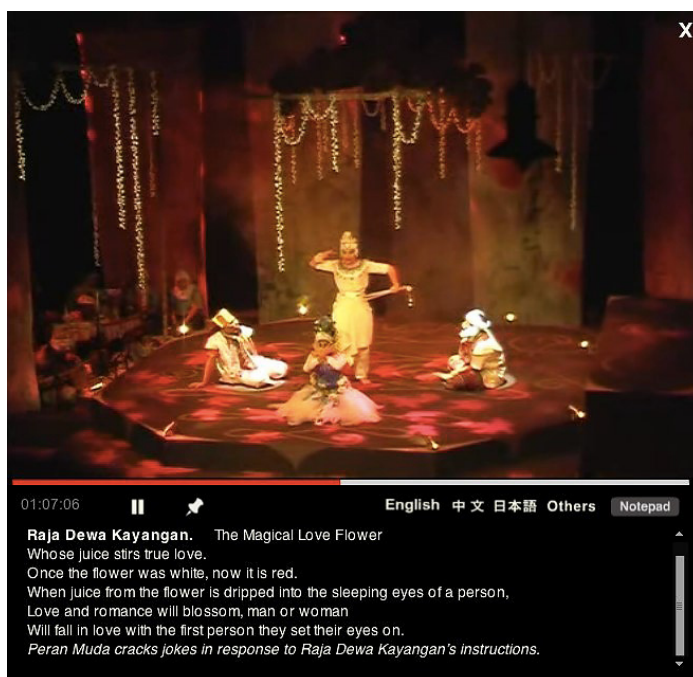 X
01:07:06 English 中文 日本語 Others Notepad
Raja Dewa Kayangan. The Magical Love Flower
Whose juice stirs true love.
Once the flower was white, now it is red.
When juice from the flower is dripped into the sleeping eyes of a person,
Love and romance will blossom, man or woman
Will fall in love with the first person they set their eyes on.
Peran Muda cracks jokes in response to Raja Dewa Kayangan's instructions.